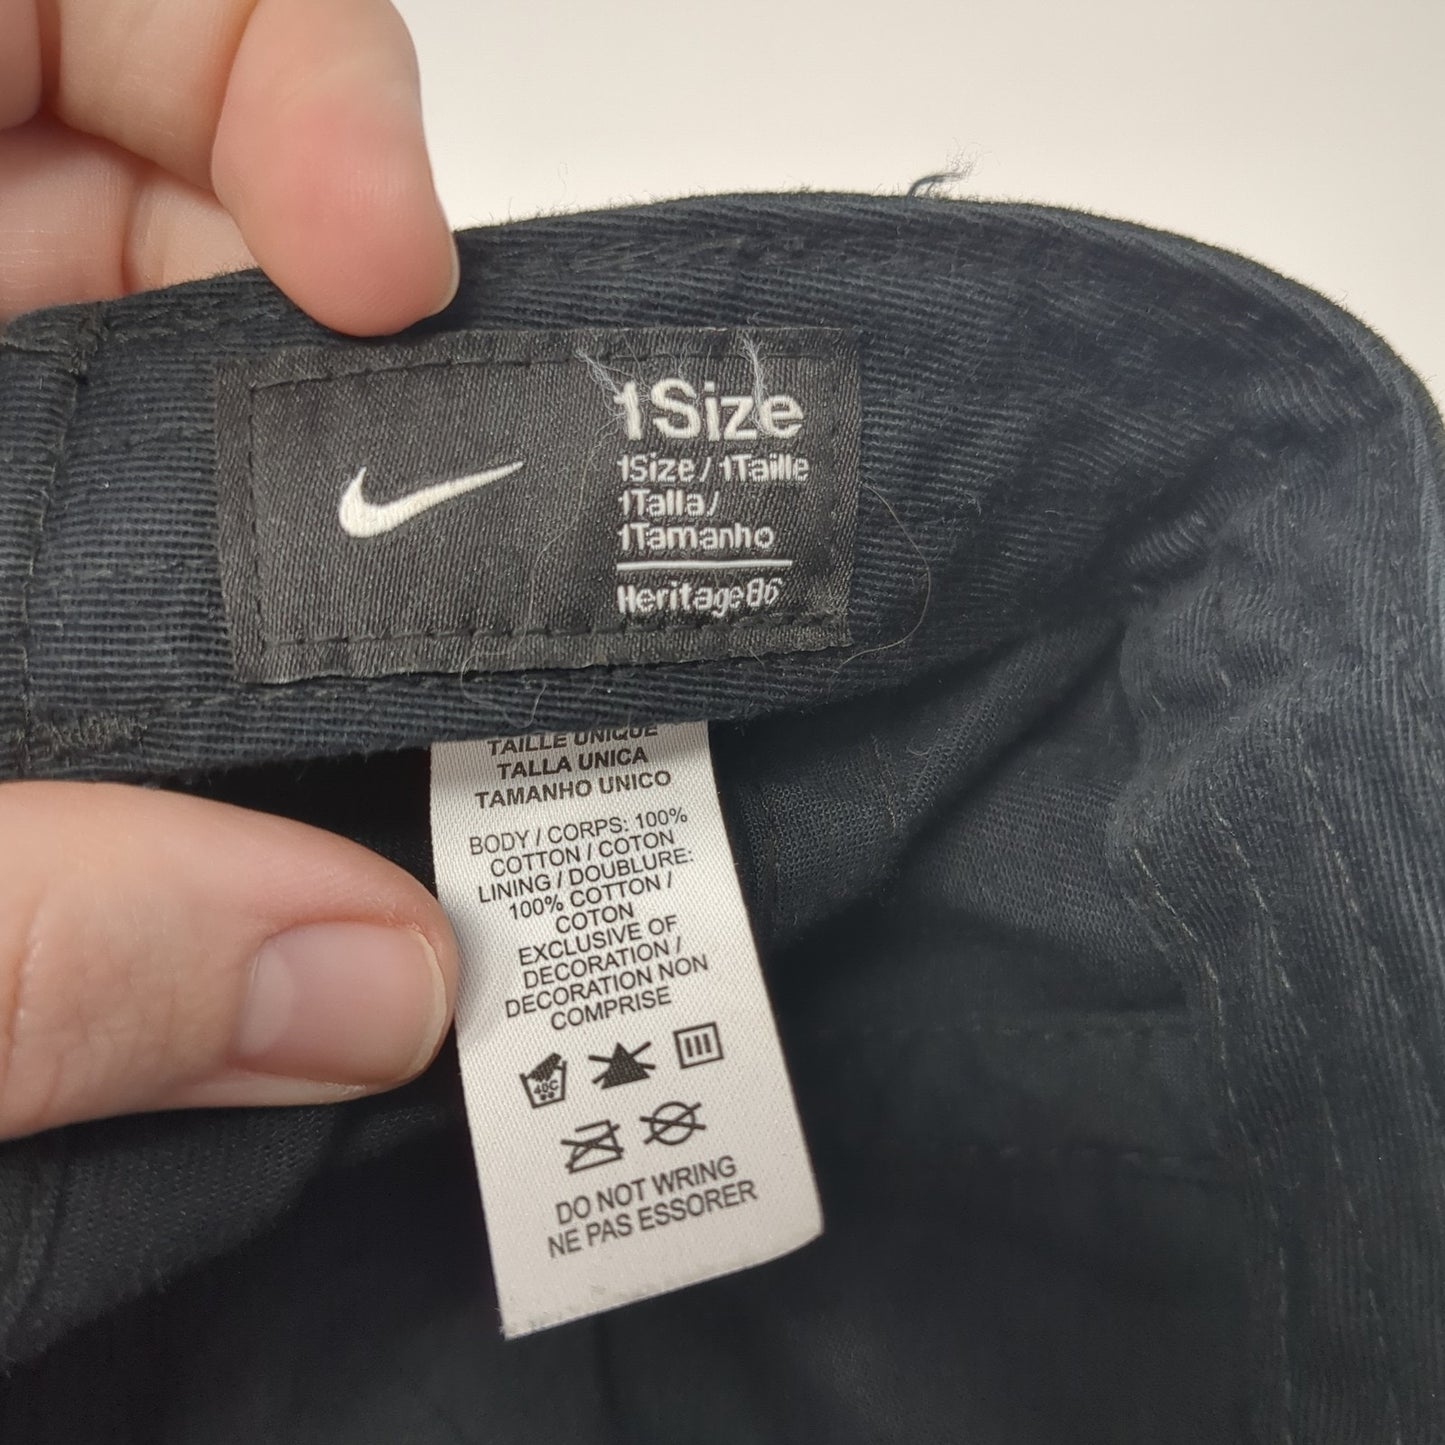 1Size
1Size / 1Taille
1Talla/
1Tamanho
Heritage86
TAILLE UNIQUE
TALLA UNICA
TAMANHO UNICO
BODY / CORPS: 100%
COTTON / COTON
LINING / DOUBLURE:
100% COTTON /
COTON
EXCLUSIVE OF
DECORATION /
DECORATION NON
COMPRISE
40C
DO NOT WRING
NE PAS ESSORER